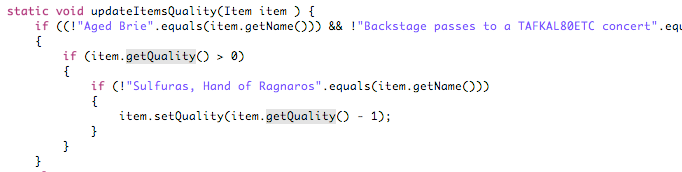 static void updateItemsQuality(Item item ) {
if ((!"Aged Brie".equals(item.getName())) && !"Backstage passes to a TAFKAL80ETC concert".equ
{
if (item.getQuality() > 0)
{
if (!"Sulfuras, Hand of Ragnaros".equals(item.getName()))
{
item.setQuality(item.getQuality() - 1);
}
}
}